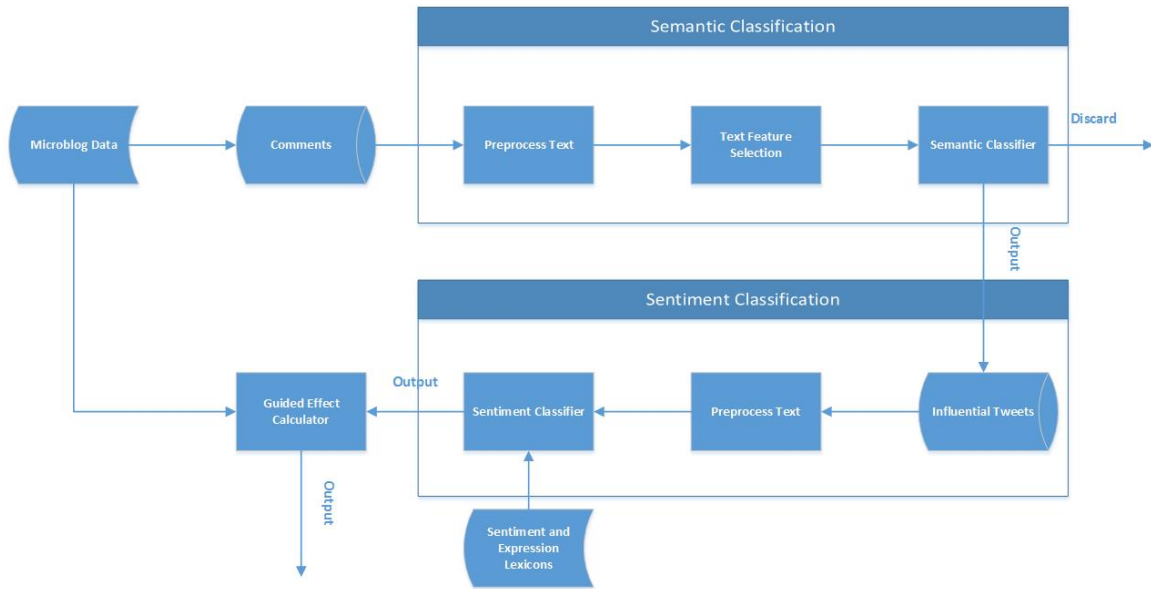 Semantic Classification
Microblog Data
Comments
Preprocess Text
Text Feature
Selection
Semantic Classifier
Discard
Output
Sentiment Classification
Guided Effect
Calculator
Output
Sentiment Classifier
Preprocess Text
Influential Tweets
Output
Sentiment and
Expression
Lexicons